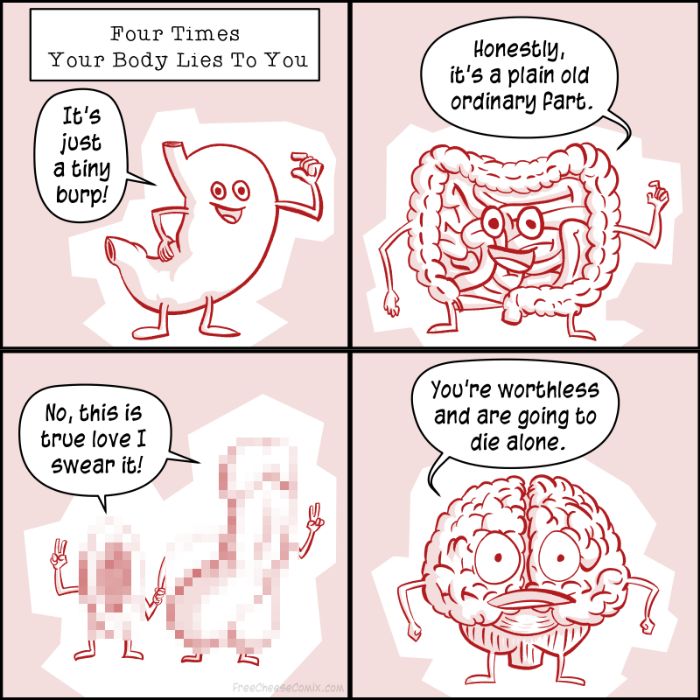 Four Times
Your Body Lies To You
It's
just
a tiny
burp!
Honestly,
it's a plain old
ordinary fart.
No, this is
true love I
swear it!
You're worthless
and are going to
die alone.
FreeCheeseComix.com